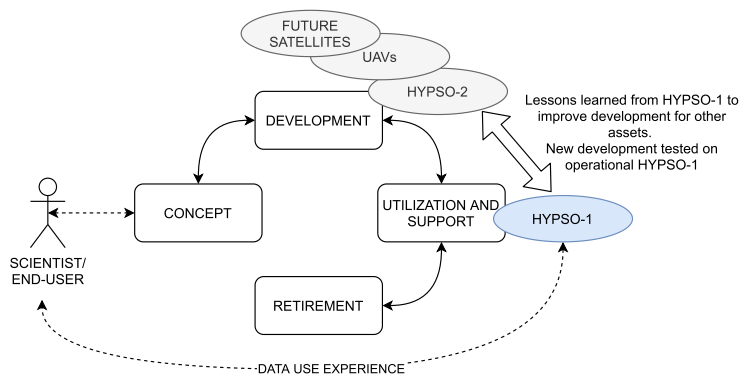 FUTURE
SATELLITES
UAVs
HYPSO-2
Lessons learned from HYPSO-1 to
improve development for other
assets.
New development tested on
operational HYPSO-1
DEVELOPMENT
CONCEPT
UTILIZATION AND
SUPPORT
HYPSO-1
SCIENTIST/
END-USER
RETIREMENT
DATA USE EXPERIENCE